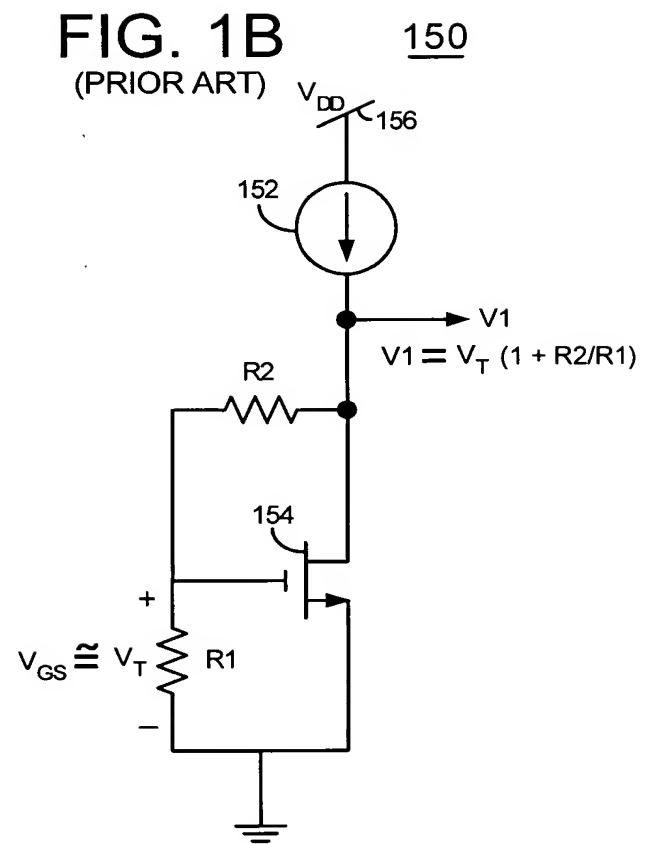 FIG. 1B
150
(PRIOR ART)
VDD
156
152
V1
V1 = VT (1 + R2/R1)
R2
154
+
VGS ≅ VT
R1
−